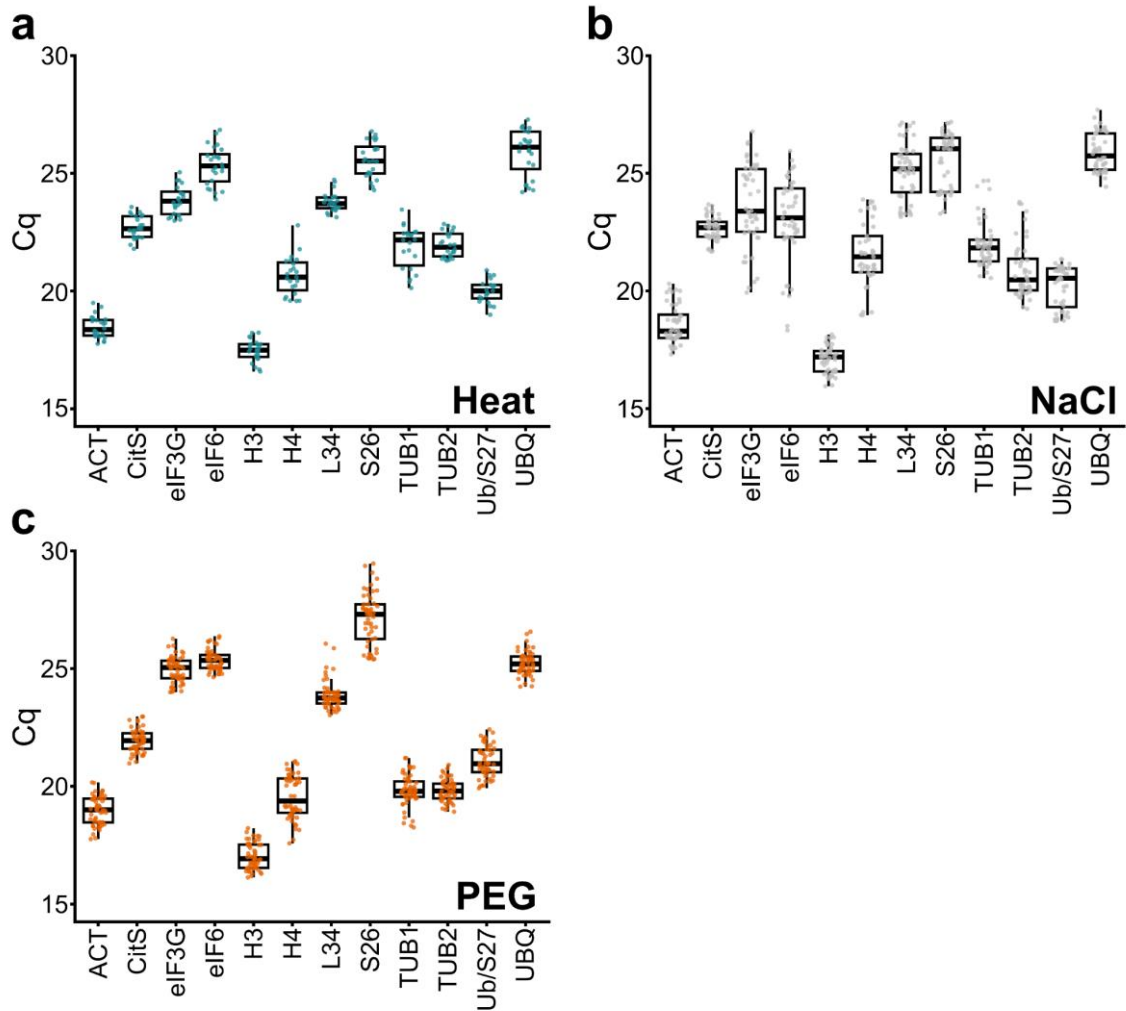 a
30
25
Cq
20
15
Heat
ACT CitS eIF3G eIF6 H3 H4 L34 S26 TUB1 TUB2 Ub/S27 UBQ
b
30
25
Cq
20
15
NaCl
ACT CitS eIF3G eIF6 H3 H4 L34 S26 TUB1 TUB2 Ub/S27 UBQ
c
30
25
Cq
20
15
PEG
ACT CitS eIF3G eIF6 H3 H4 L34 S26 TUB1 TUB2 Ub/S27 UBQ